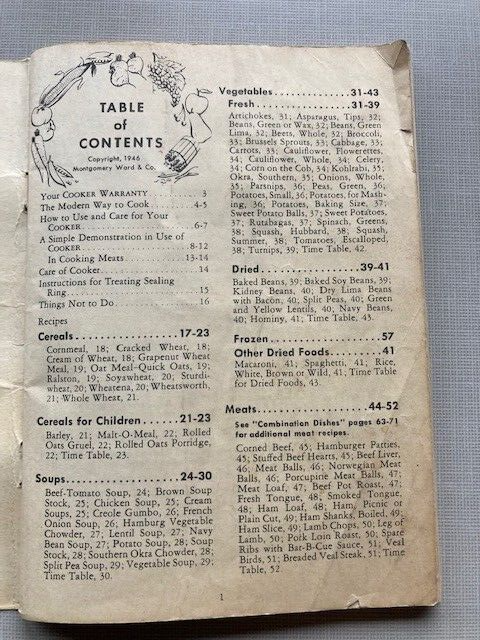 TABLE
of
CONTENTS
Copyright, 1946
Montgomery Ward & Co.
Your Cooker Warranty 3
The Modern Way to Cook 4-5
How to Use and Care for Your
Cooker 6-7
A Simple Demonstration in Use of
Cooker 8-12
In Cooking Meats 13-14
Care of Cooker 14
Instructions for Treating Sealing
Ring 15
Things Not to Do 16
Recipes
Cereals 17-23
Cornmeal, 18; Cracked Wheat, 18;
Cream of Wheat, 18; Grapenut Wheat
Meal, 19; Oat Meal–Quick Oats, 19;
Ralston, 19; Soyawheat, 20; Sturdi-
wheat, 20; Wheatena, 20; Wheatsworth,
21; Whole Wheat, 21.
Cereals for Children 21-23
Barley, 21; Malt-O-Meal, 22; Rolled
Oats Gruel, 22; Rolled Oats Porridge,
22; Time Table, 23.
Soups 24-30
Beef-Tomato Soup, 24; Brown Soup
Stock, 25; Chicken Soup, 25; Cream
Soups, 25; Creole Gumbo, 26; French
Onion Soup, 26; Hamburg Vegetable
Chowder, 27; Lentil Soup, 27; Navy
Bean Soup, 27; Potato Soup, 28; Soup
Stock, 28; Southern Okra Chowder, 28;
Split Pea Soup, 29; Vegetable Soup, 29;
Time Table, 30.
Vegetables 31-43
Fresh 31-39
Artichokes, 31; Asparagus, Tips, 32;
Beans, Green or Wax, 32; Beans, Green
Lima, 32; Beets, Whole, 32; Broccoli,
33; Brussels Sprouts, 33; Cabbage, 33;
Carrots, 33; Cauliflower, Flowerettes,
34; Cauliflower, Whole, 34; Celery,
34; Corn on the Cob, 34; Kohlrabi, 35;
Okra, Southern, 35; Onions, Whole,
35; Parsnips, 36; Peas, Green, 36;
Potatoes, Small, 36; Potatoes, for Mash-
ing, 36; Potatoes, Baking Size, 37;
Sweet Potato Balls, 37; Sweet Potatoes,
37; Rutabagas, 37; Spinach, Greens,
38; Squash, Hubbard, 38; Squash,
Summer, 38; Tomatoes, Escalloped,
38; Turnips, 39; Time Table, 42.
Dried 39-41
Baked Beans, 39; Baked Soy Beans, 39;
Kidney Beans, 40; Dry Lima Beans
with Bacon, 40; Split Peas, 40; Green
and Yellow Lentils, 40; Navy Beans,
40; Hominy, 41; Time Table, 43.
Frozen 57
Other Dried Foods 41
Macaroni, 41; Spaghetti, 41; Rice,
White, Brown or Wild, 41; Time Table
for Dried Foods, 43.
Meats 44-52
See "Combination Dishes" pages 63-71
for additional meat recipes.
Corned Beef, 45; Hamburger Patties,
45; Stuffed Beef Hearts, 45; Beef Liver,
46; Meat Balls, 46; Norwegian Meat
Balls, 46; Porcupine Meat Balls, 47;
Meat Loaf, 47; Beef Pot Roast, 47;
Fresh Tongue, 48; Smoked Tongue,
48; Ham Loaf, 48; Ham, Picnic or
Plain Cut, 49; Ham Shanks, Boiled, 49;
Ham Slice, 49; Lamb Chops, 50; Leg of
Lamb, 50; Pork Loin Roast, 50; Spare
Ribs with Bar-B-Cue Sauce, 51; Veal
Birds, 51; Breaded Veal Steak, 51; Time
Table, 52.
1